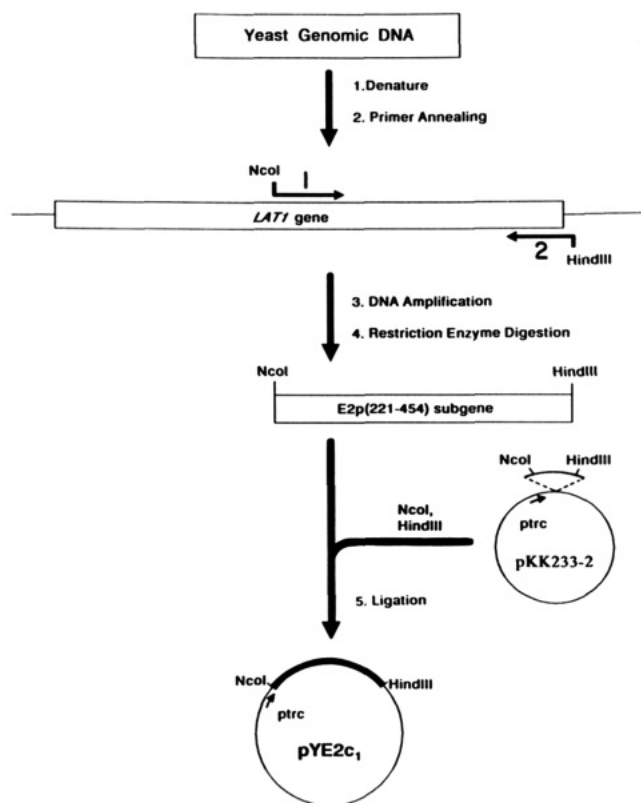 Yeast Genomic DNA
1.Denature
2. Primer Annealing
NcoI
1
LAT1 gene
2
HindIII
3. DNA Amplification
4. Restriction Enzyme Digestion
NcoI
HindIII
E2p(221-454) subgene
NcoI
HindIII
NcoI,
HindIII
ptrc
pKK233-2
5. Ligation
NcoI
HindIII
ptrc
pYE2c₁